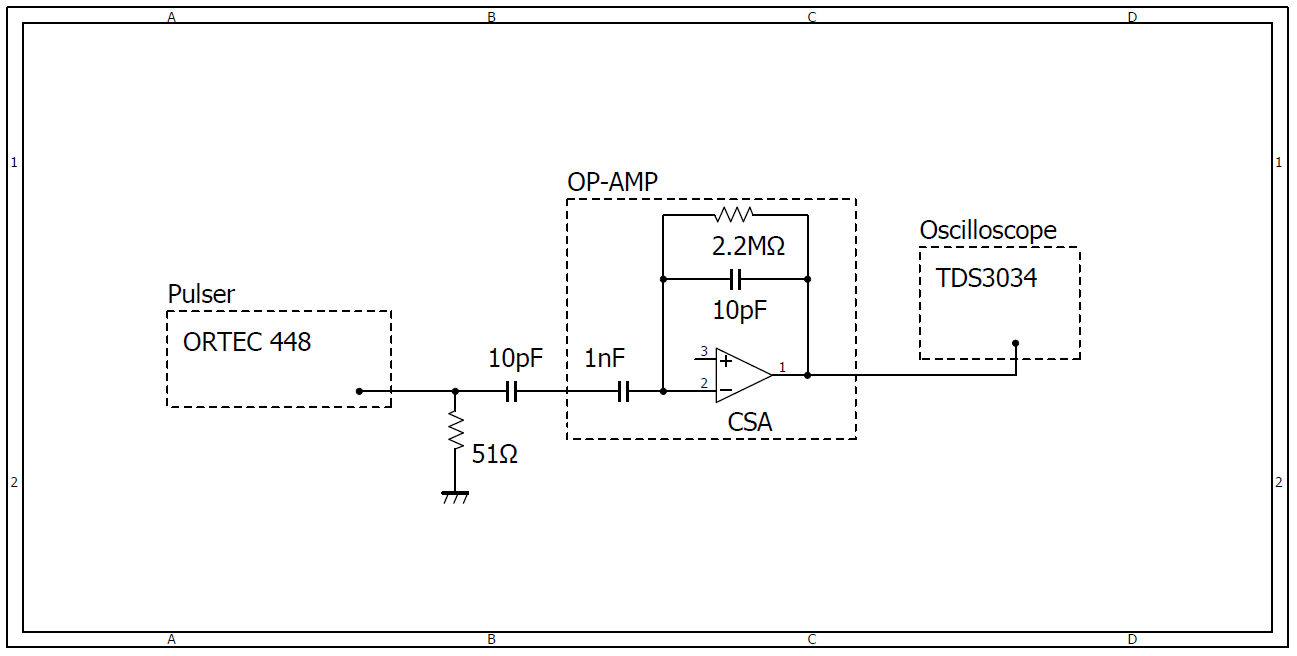 A B C D
1 1
OP-AMP
2.2MΩ
Oscilloscope
TDS3034
Pulser
10pF
ORTEC 448
10pF 1nF
3
1
2
CSA
51Ω
2 2
A B C D